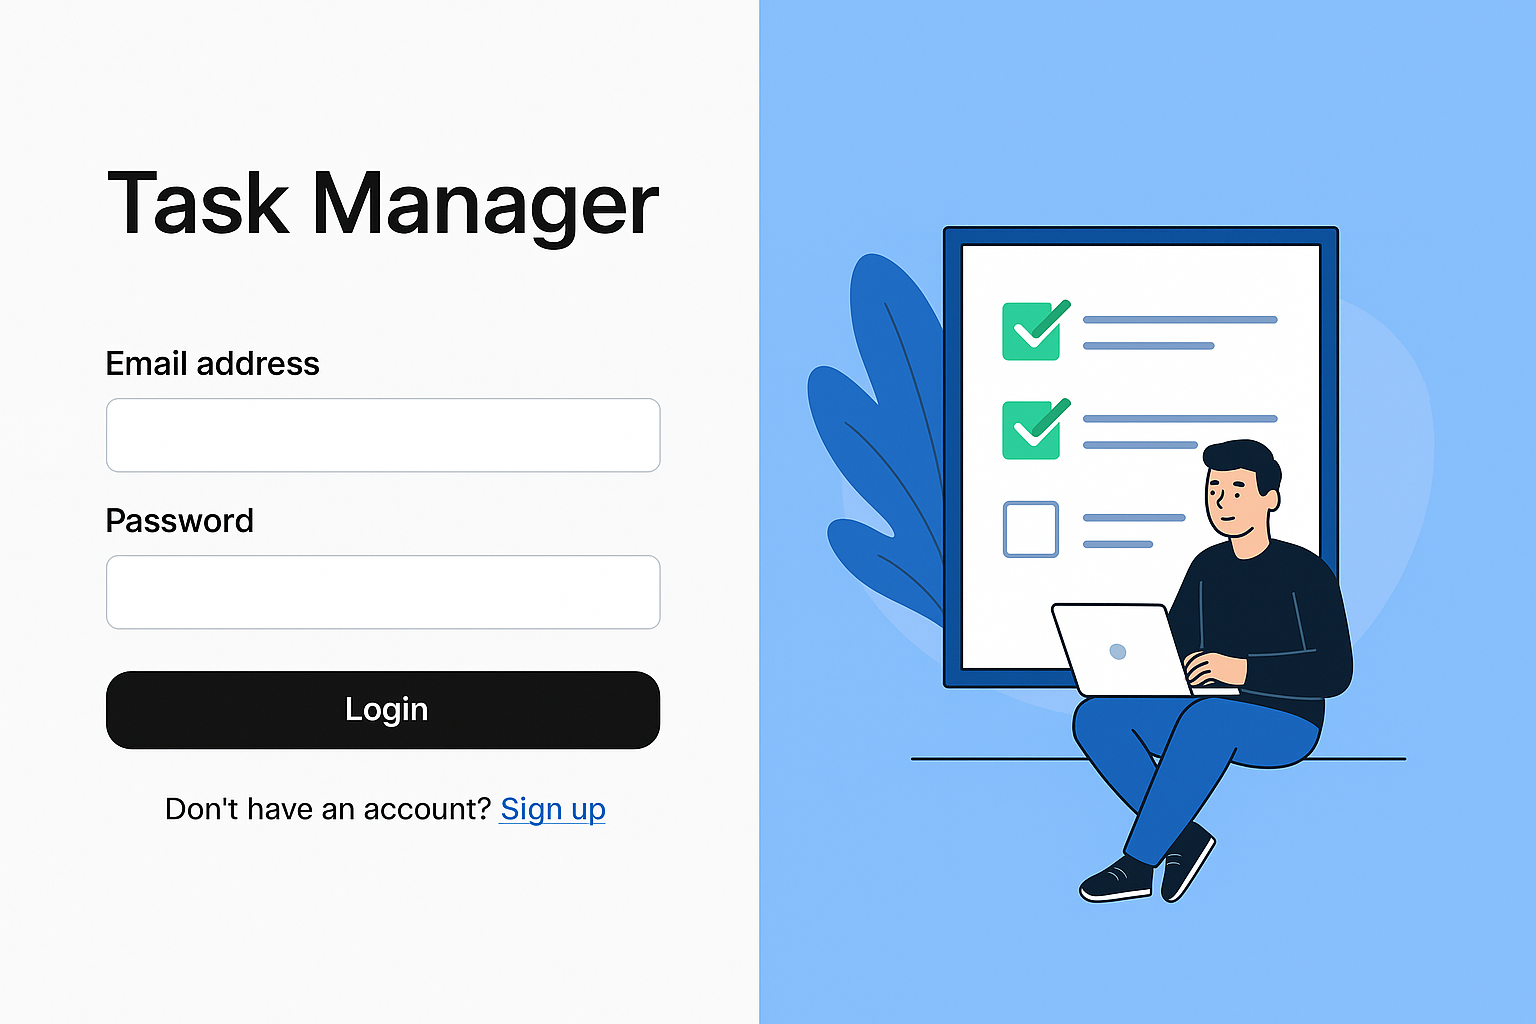 Task Manager
Email address
Password
Login
Don't have an account? Sign up